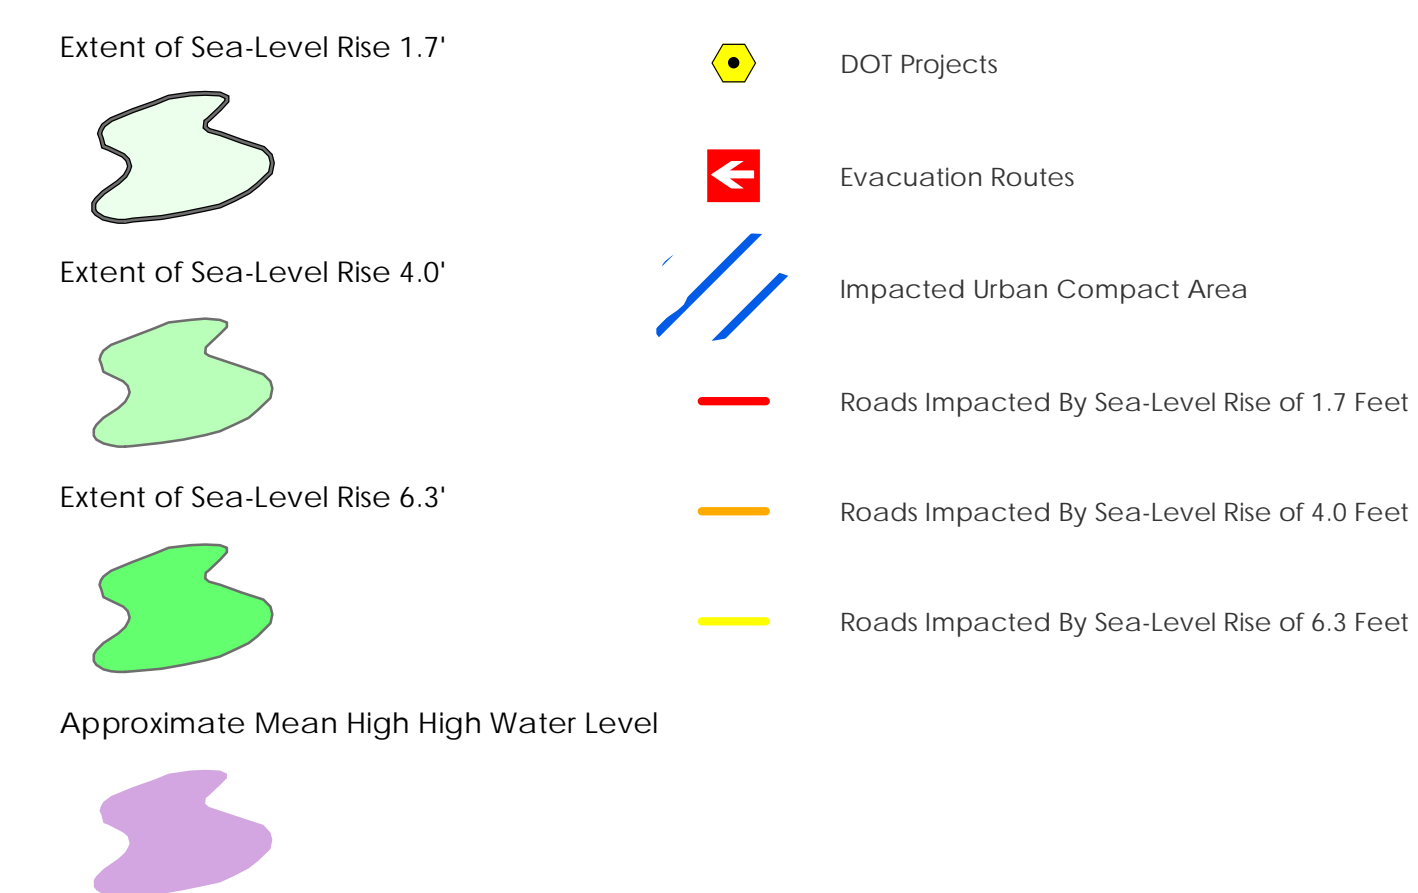 Extent of Sea-Level Rise 1.7'
Extent of Sea-Level Rise 4.0'
Extent of Sea-Level Rise 6.3'
Approximate Mean High High Water Level
DOT Projects
Evacuation Routes
Impacted Urban Compact Area
Roads Impacted By Sea-Level Rise of 1.7 Feet
Roads Impacted By Sea-Level Rise of 4.0 Feet
Roads Impacted By Sea-Level Rise of 6.3 Feet